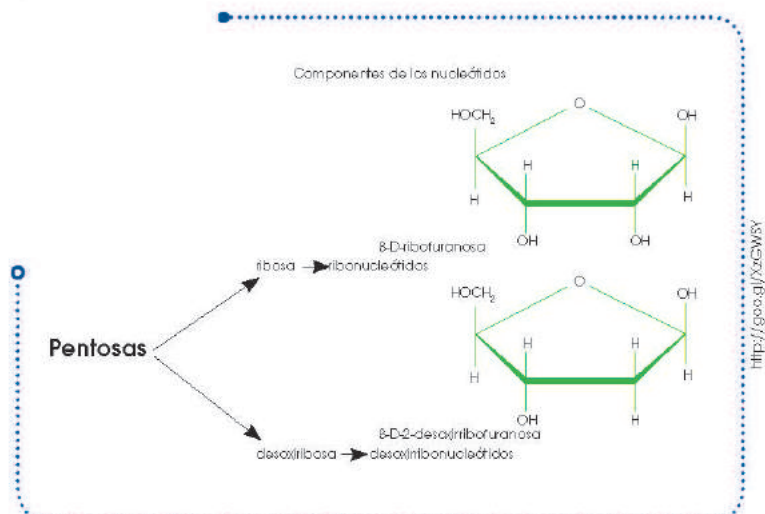 Componentes de los nucleótidos
HOCH2 O OH
H H
H H
OH OH
β-D-ribofuranosa
ribosa ribonucleótidos
HOCH2 O OH
H H
H H
OH H
Pentosas
β-D-2-desoxirribofuranosa
desoxiribosa desoxirribonucleótidos
http://goo.gl/XzGWSY